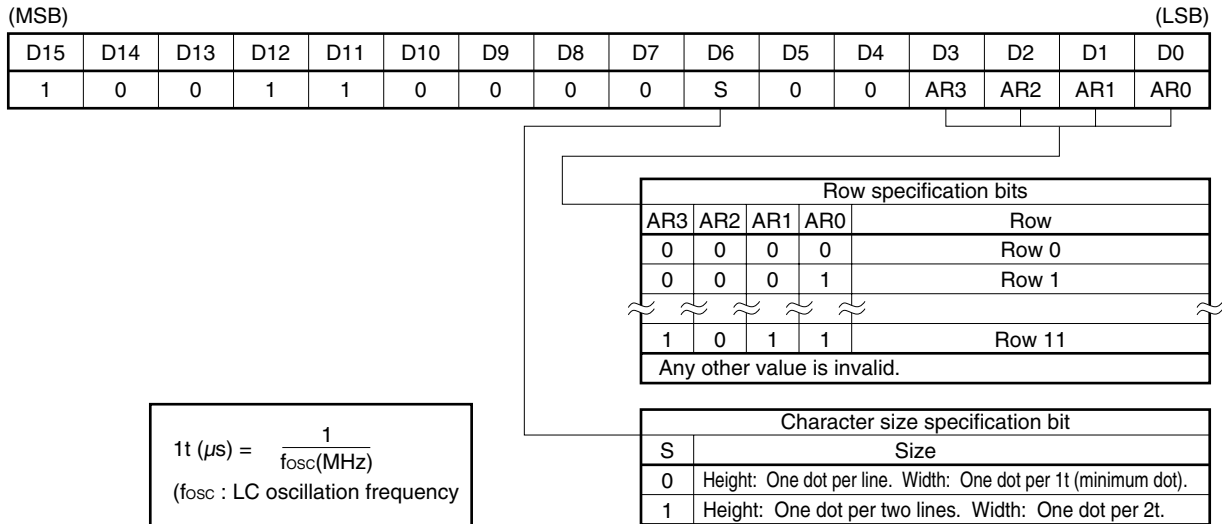 (MSB) (LSB)
D15 D14 D13 D12 D11 D10 D9 D8 D7 D6 D5 D4 D3 D2 D1 D0
1 0 0 1 1 0 0 0 0 S 0 0 AR3 AR2 AR1 AR0
Row specification bits
AR3 AR2 AR1 AR0 Row
0 0 0 0 Row 0
0 0 0 1 Row 1
1 0 1 1 Row 11
Any other value is invalid.
Character size specification bit
S Size
0 Height: One dot per line. Width: One dot per 1t (minimum dot).
1 Height: One dot per two lines. Width: One dot per 2t.
1t (µs) = 1
fosc(MHz)
(fosc : LC oscillation frequency